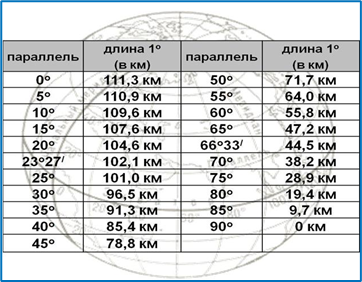 параллель длина 1º (в км) параллель длина 1º (в км)
0º 111,3 км 50º 71,7 км
5º 110,9 км 55º 64,0 км
10º 109,6 км 60º 55,8 км
15º 107,6 км 65º 47,2 км
20º 104,6 км 66º33/ 44,5 км
23º27/ 102,1 км 70º 38,2 км
25º 101,0 км 75º 28,9 км
30º 96,5 км 80º 19,4 км
35º 91,3 км 85º 9,7 км
40º 85,4 км 90º 0 км
45º 78,8 км